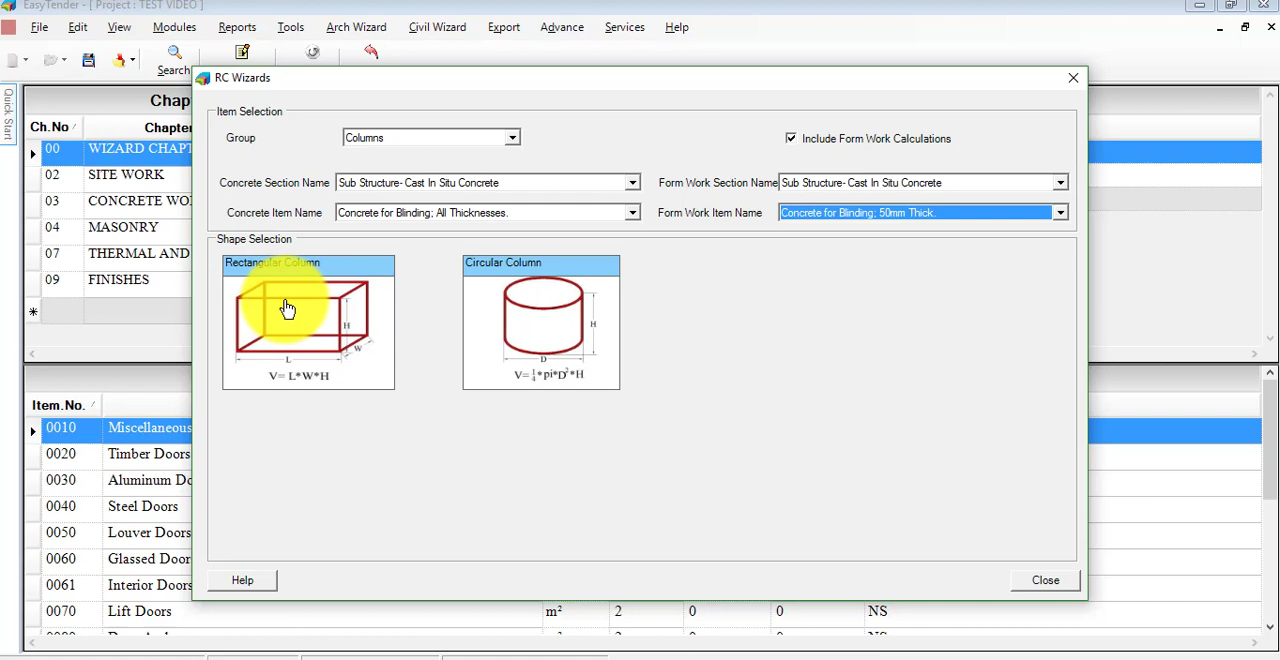 EasyTender - [ Project : TEST VIDEO ]
File Edit View Modules Reports Tools Arch Wizard Civil Wizard Export Advance Services Help
Search
Quick Start
Ch.No
00 WIZARD
02 SITE WORK
03 CONCRETE
04 MASONRY
07 THERMAL AND
09 FINISHES
Item.No.
0010 Miscellaneous
0020 Timber Doors
0030 Aluminum
0040 Steel Doors
0050 Louver Doors
0060 Glassed Door
0061 Interior Doors
0070 Lift Doors m² 2 0 0 NS
RC Wizards
Item Selection
Group Columns Include Form Work Calculations
Concrete Section Name Sub Structure- Cast In Situ Concrete Form Work Section Name Sub Structure- Cast In Situ Concrete
Concrete Item Name Concrete for Blinding; All Thicknesses. Form Work Item Name Concrete for Blinding; 50mm Thick.
Shape Selection
Rectangular Column
H
W
L
V= L*W*H
Circular Column
H
D
V= ¼*pi*D²*H
Help Close